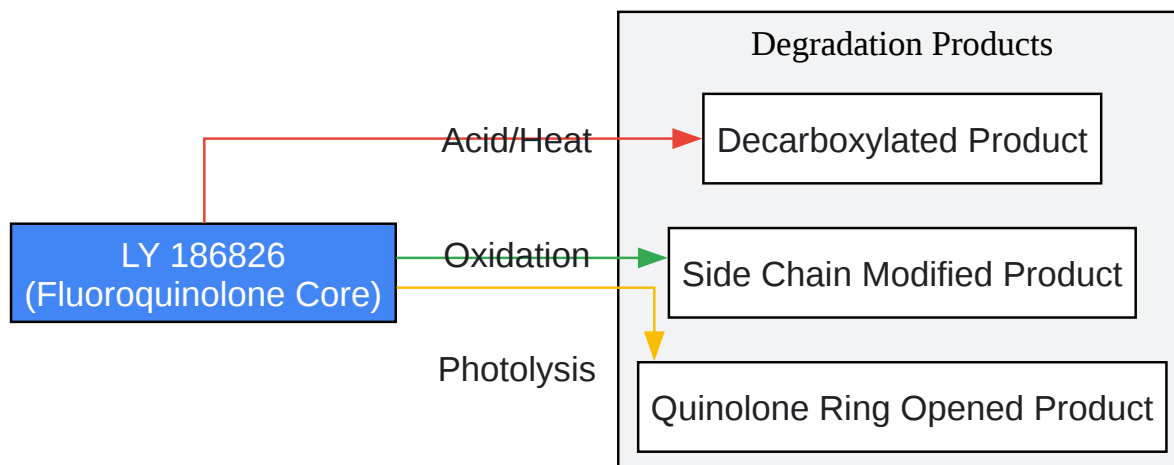 Degradation Products
Acid/Heat
Decarboxylated Product
LY 186826
(Fluoroquinolone Core)
Oxidation
Side Chain Modified Product
Photolysis
Quinolone Ring Opened Product